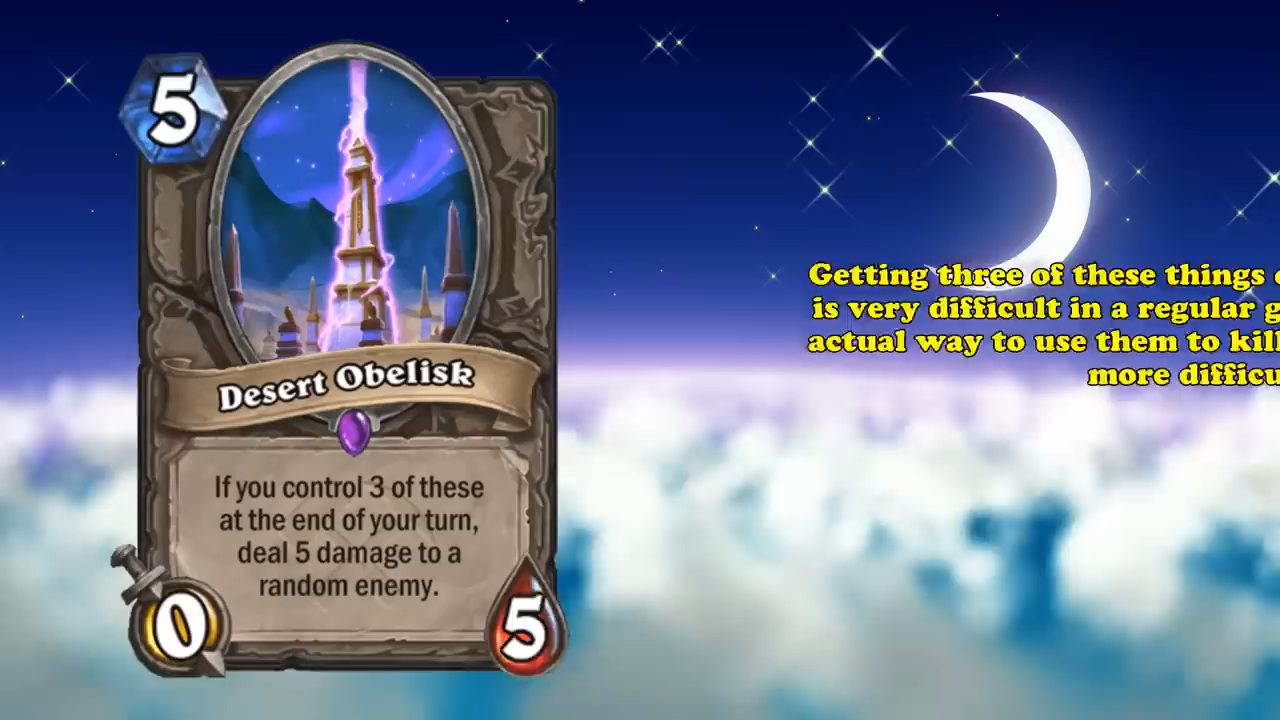 5
Desert Obelisk
If you control 3 of these
at the end of your turn,
deal 5 damage to a
random enemy.
0
5
Getting three of these things
is very difficult in a regular
actual way to use them to kill
more